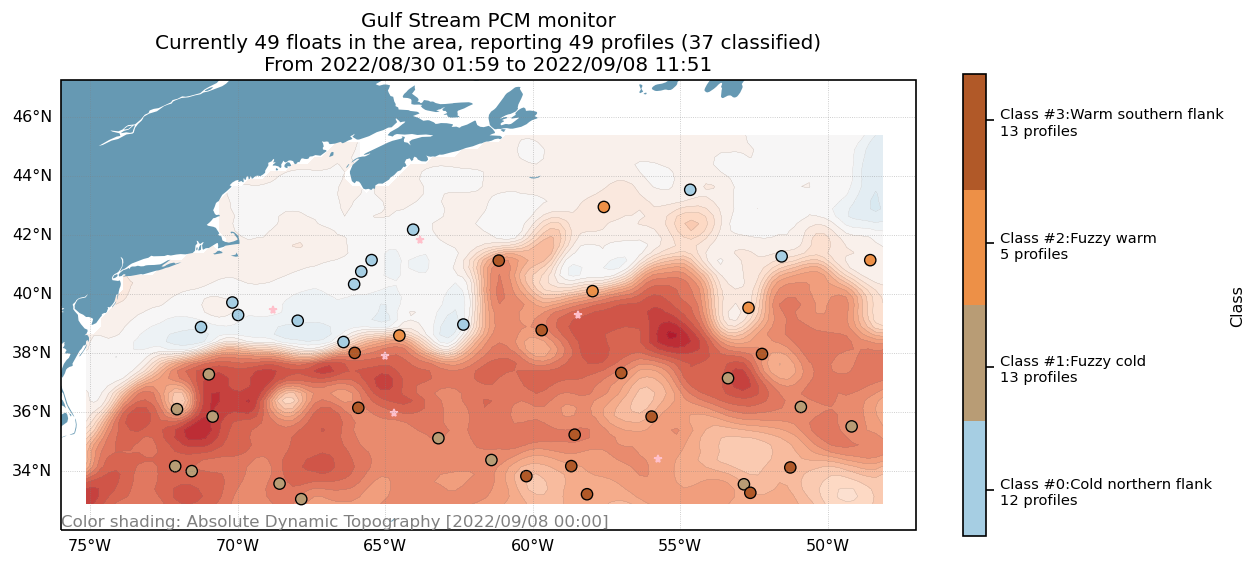 Gulf Stream PCM monitor
Currently 49 floats in the area, reporting 49 profiles (37 classified)
From 2022/08/30 01:59 to 2022/09/08 11:51
46°N
44°N
42°N
40°N
38°N
36°N
34°N
Color shading: Absolute Dynamic Topography [2022/09/08 00:00]
75°W
70°W
65°W
60°W
55°W
50°W
Class #3:Warm southern flank
13 profiles
Class #2:Fuzzy warm
5 profiles
Class #1:Fuzzy cold
13 profiles
Class #0:Cold northern flank
12 profiles
Class